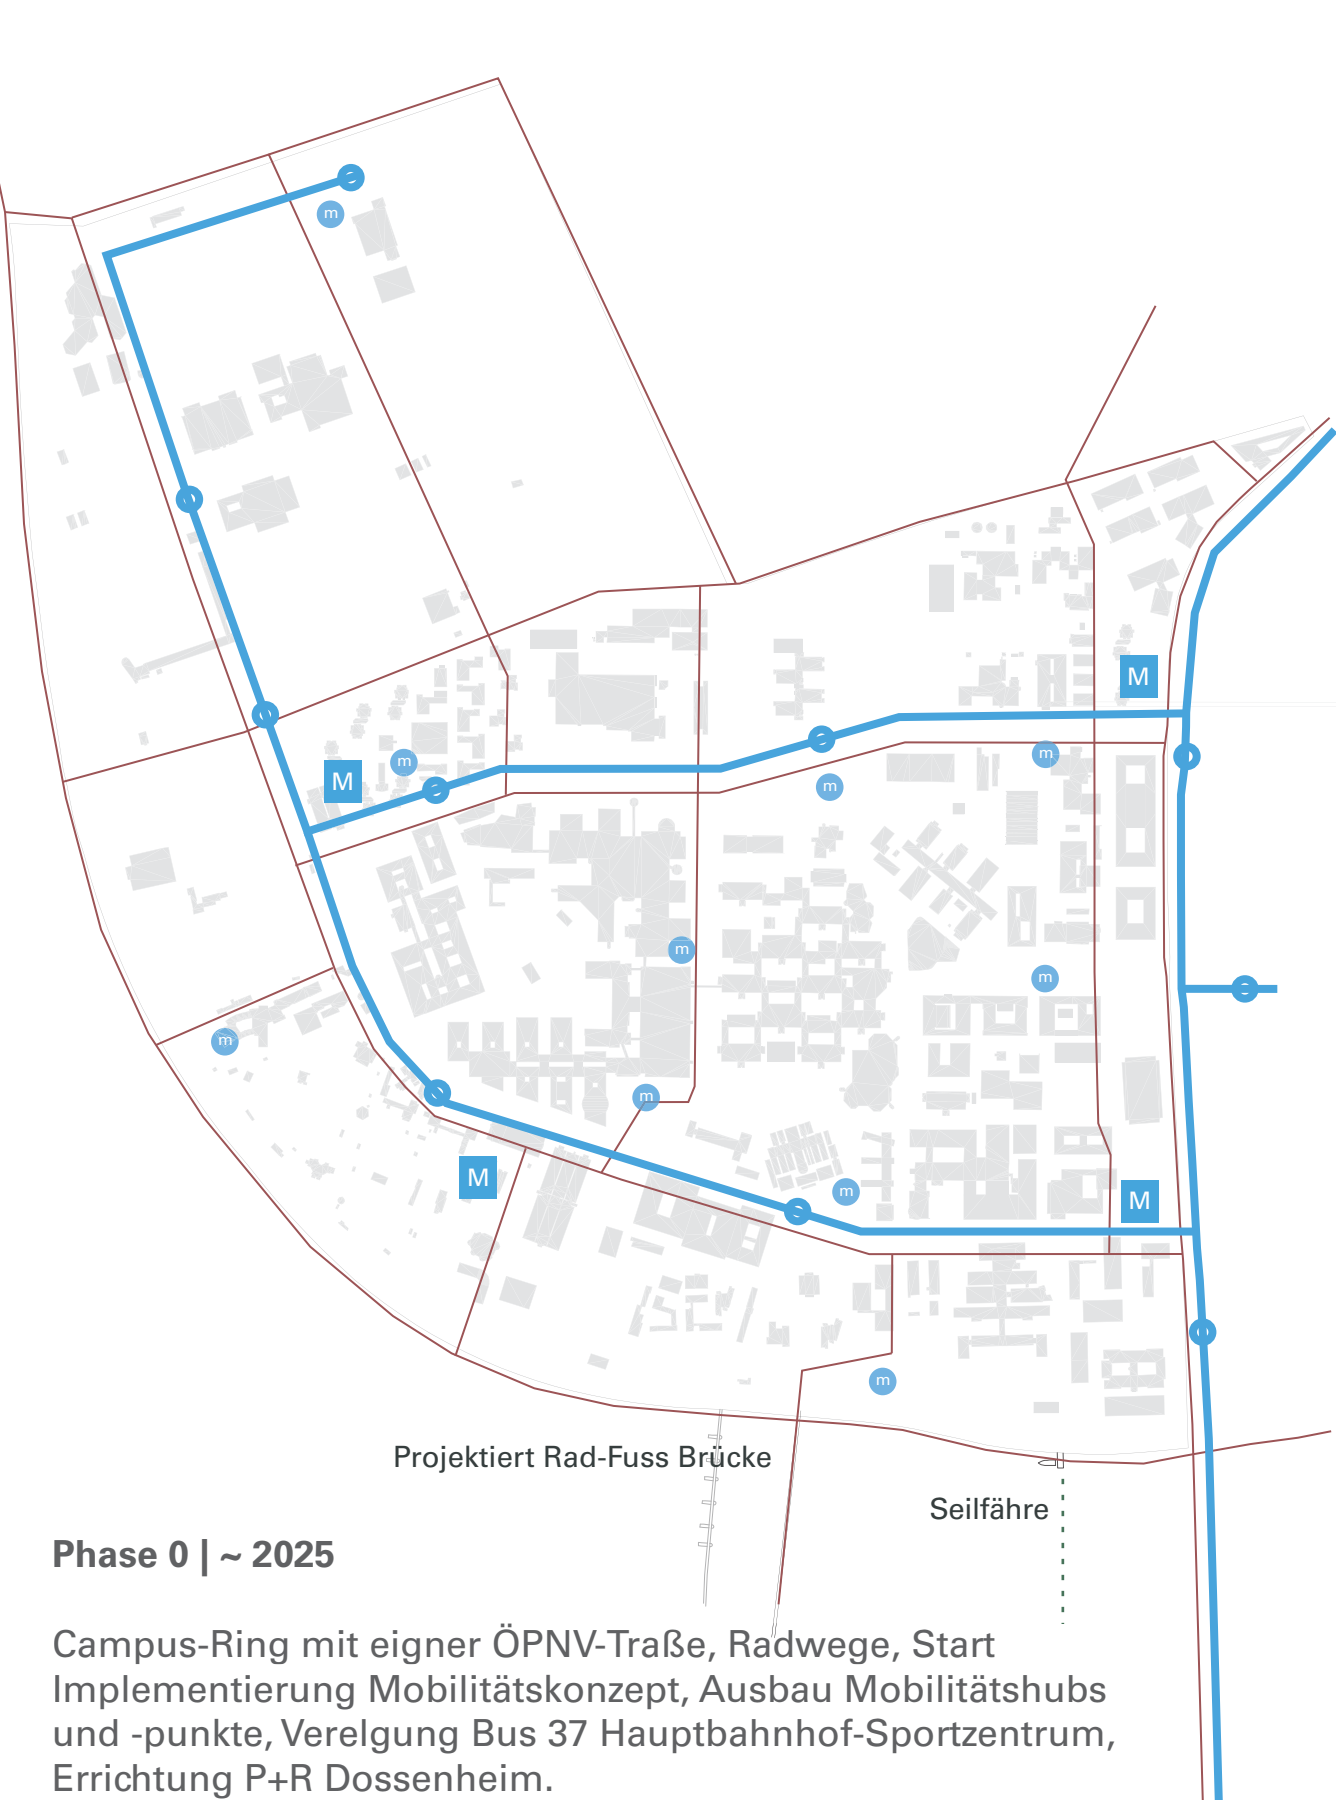 m
M
m
M
m
m
m
m
m
m
M
m
M
m
Projektiert Rad-Fuss Brücke
Seilfähre
Phase 0 | ~ 2025
Campus-Ring mit eigner ÖPNV-Traße, Radwege, Start
Implementierung Mobilitätskonzept, Ausbau Mobilitätshubs
und -punkte, Verelgung Bus 37 Hauptbahnhof-Sportzentrum,
Errichtung P+R Dossenheim.